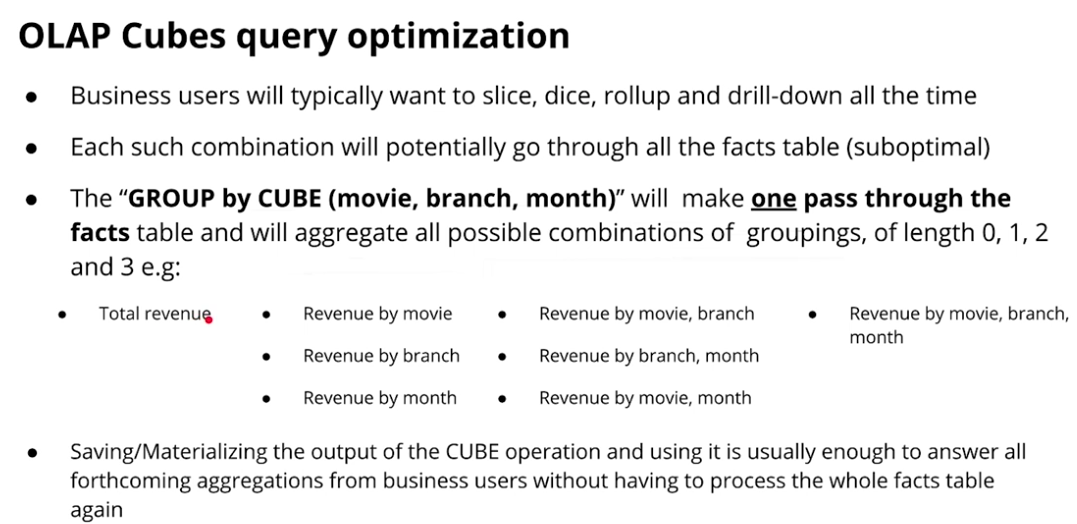 OLAP Cubes query optimization
● Business users will typically want to slice, dice, rollup and drill-down all the time
● Each such combination will potentially go through all the facts table (suboptimal)
● The “GROUP by CUBE (movie, branch, month)” will make one pass through the
facts table and will aggregate all possible combinations of groupings, of length 0, 1, 2
and 3 e.g:
● Total revenue
● Revenue by movie
● Revenue by branch
● Revenue by month
● Revenue by movie, branch
● Revenue by branch, month
● Revenue by movie, month
● Revenue by movie, branch,
month
● Saving/Materializing the output of the CUBE operation and using it is usually enough to answer all
forthcoming aggregations from business users without having to process the whole facts table
again